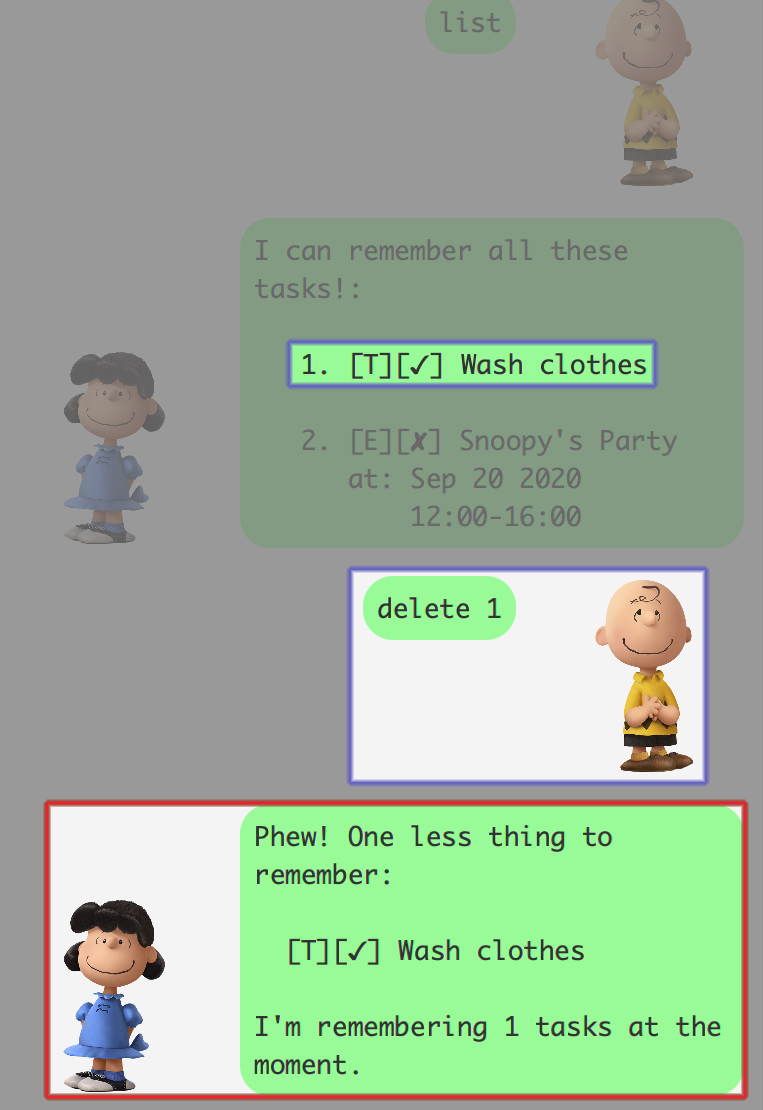 list
I can remember all these
tasks!:
1. [T][✓] Wash clothes
2. [E][✘] Snoopy's Party
at: Sep 20 2020
12:00-16:00
delete 1
Phew! One less thing to
remember:
[T][✓] Wash clothes
I'm remembering 1 tasks at the
moment.